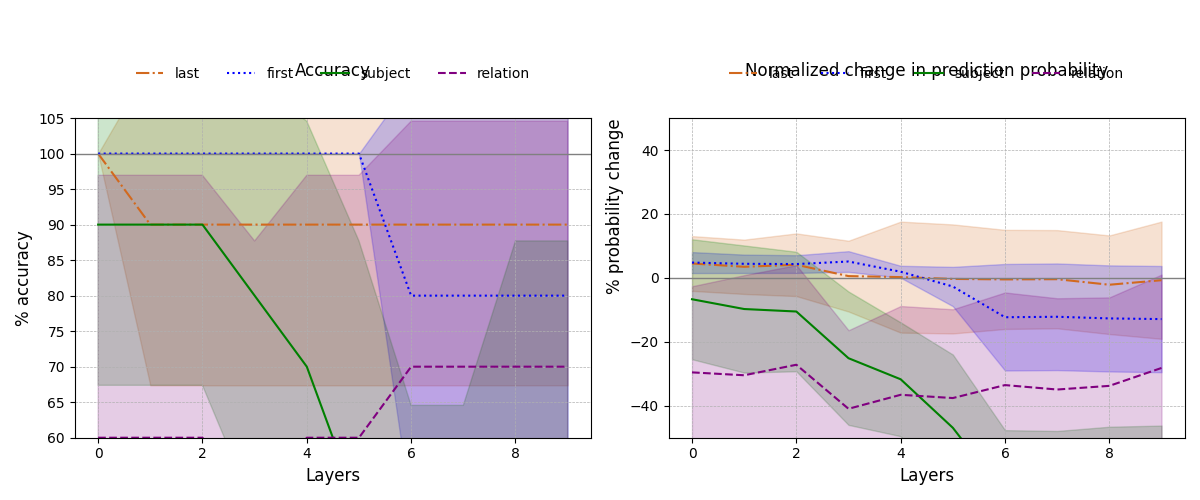 Accuracy
last first subject relation
105
100
95
90
85
80
75
70
65
60
% accuracy
0 2 4 6 8
Layers
Normalized change in prediction probability
last first subject relation
40
20
0
−20
−40
% probability change
0 2 4 6 8
Layers